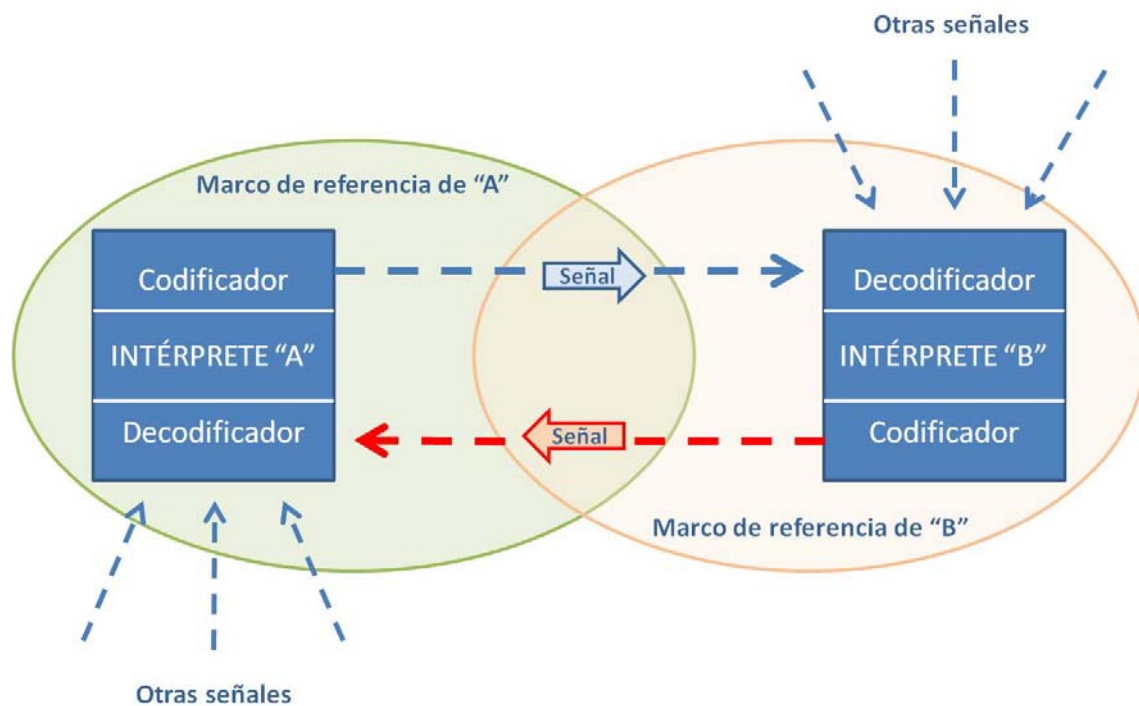 Otras señales
Marco de referencia de “A”
Codificador
INTÉRPRETE “A”
Decodificador
Señal
Señal
Decodificador
INTÉRPRETE “B”
Codificador
Marco de referencia de “B”
Otras señales